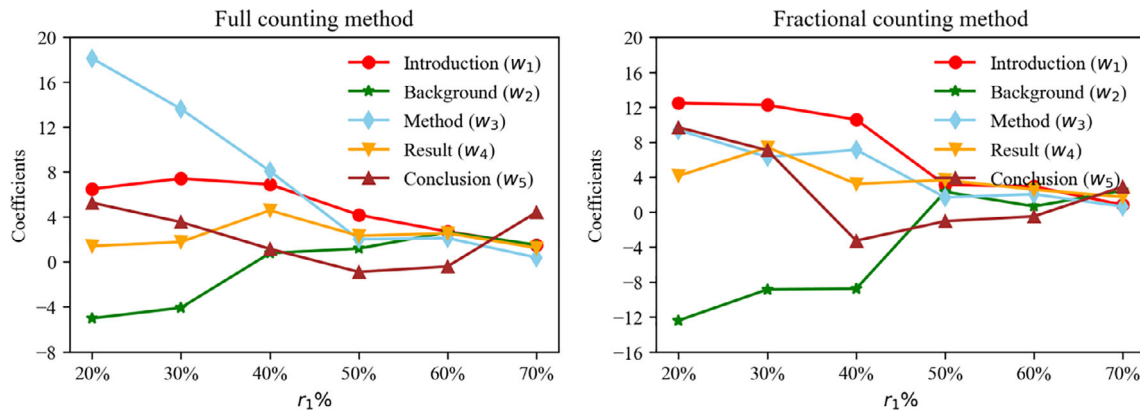 Full counting method
20
16
12
8
4
0
−4
−8
Coefficients
Introduction (w₁)
Background (w₂)
Method (w₃)
Result (w₄)
Conclusion (w₅)
20% 30% 40% 50% 60% 70%
r₁%
Fractional counting method
20
16
12
8
4
0
−4
−8
−12
−16
Coefficients
Introduction (w₁)
Background (w₂)
Method (w₃)
Result (w₄)
Conclusion (w₅)
20% 30% 40% 50% 60% 70%
r₁%